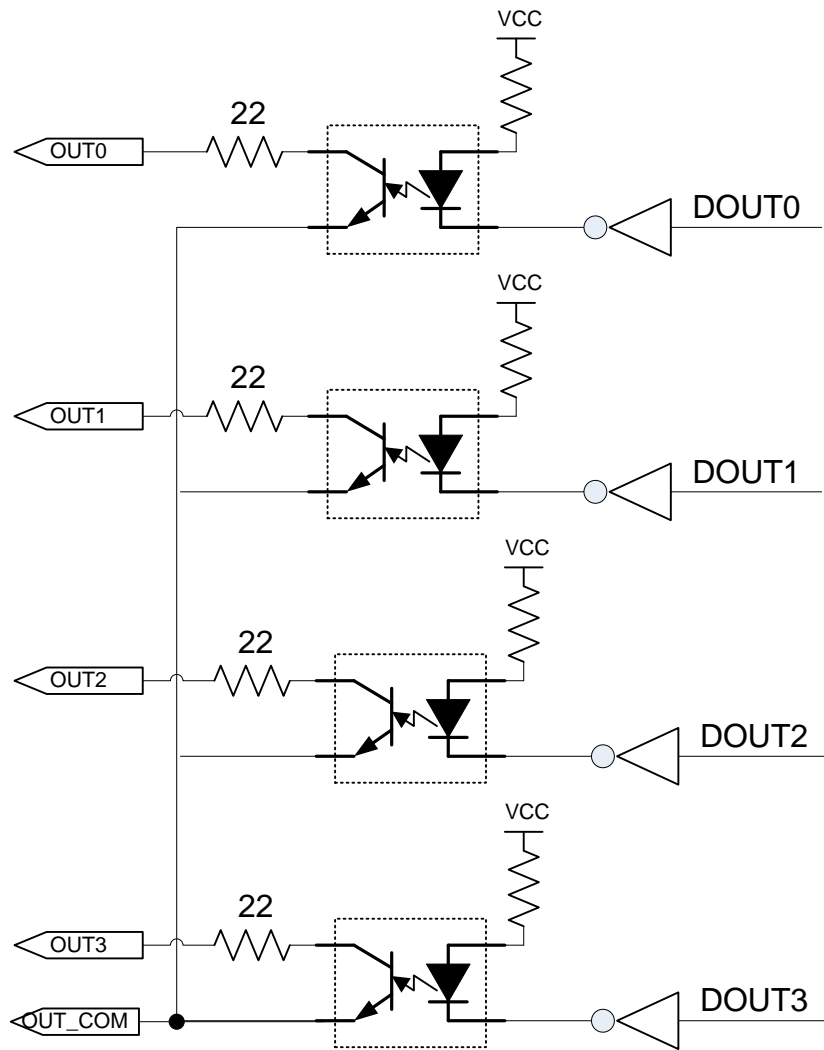 VCC
22
OUT0
DOUT0
VCC
22
OUT1
DOUT1
VCC
22
OUT2
DOUT2
VCC
22
OUT3
DOUT3
OUT_COM